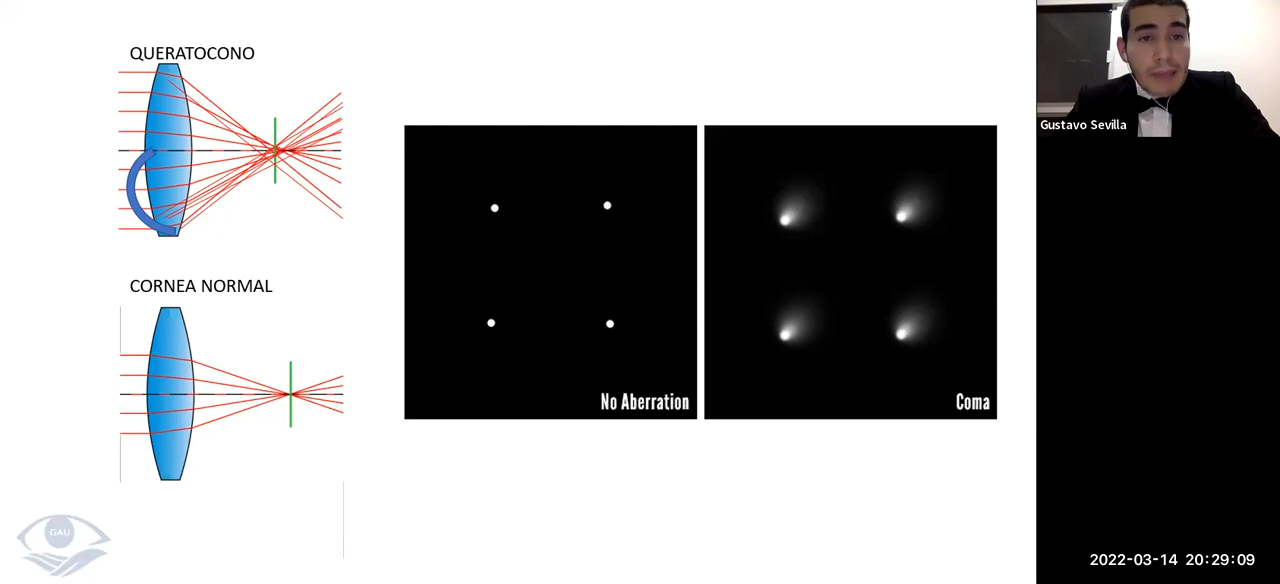 QUERATOCONO
CORNEA NORMAL
No Aberration
Coma
GAU
Gustavo Sevilla
2022-03-14 20:29:09